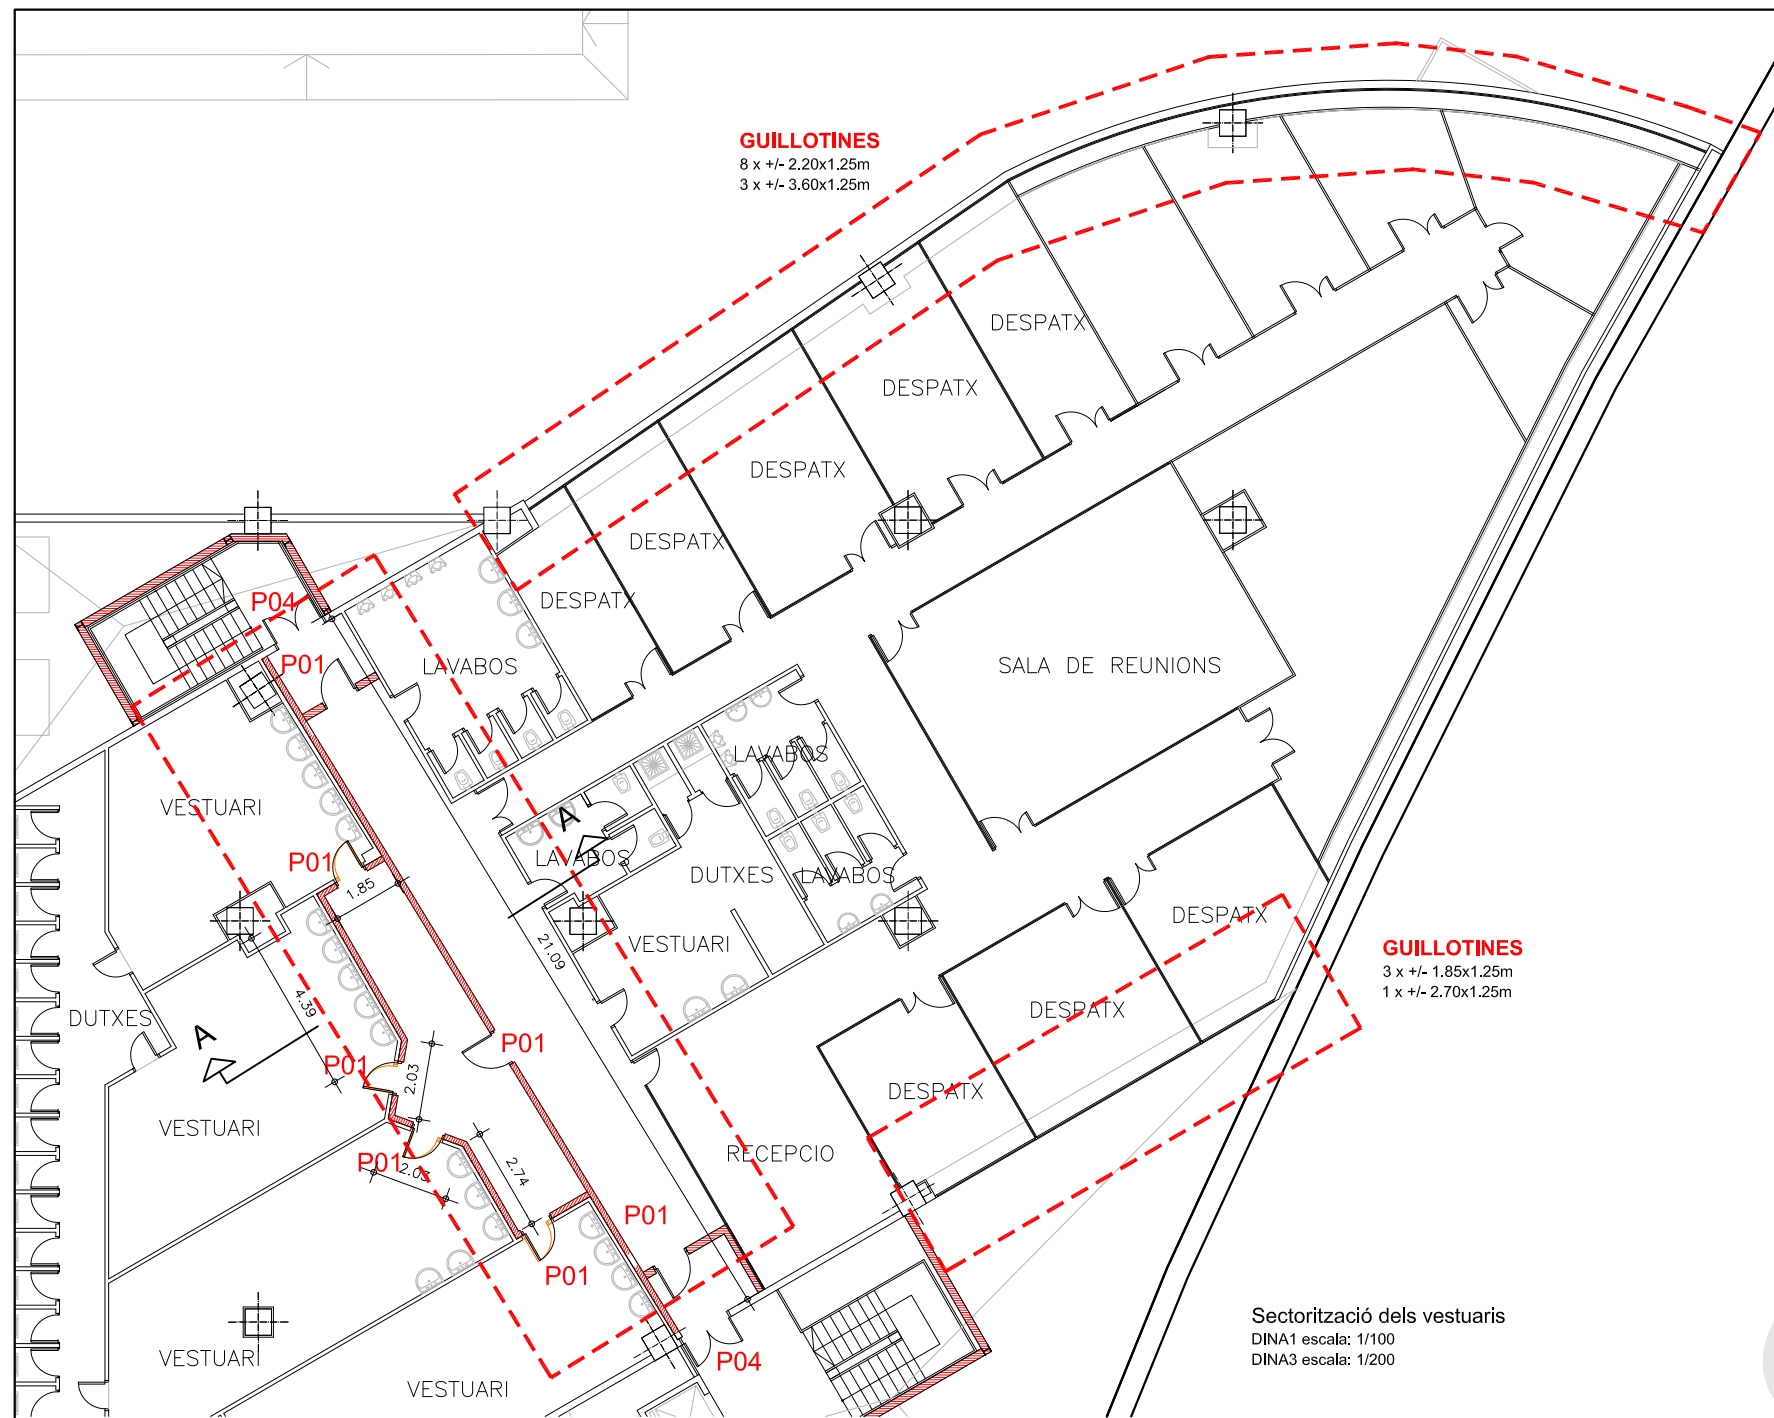 GUILLOTINES
8 x +/- 2.20x1.25m
3 x +/- 3.60x1.25m
DESPATX
DESPATX
DESPATX
DESPATX
DESPATX
P04
P01
LAVABOS
SALA DE REUNIONS
LAVABOS
VESTUARI
A
P01
LAVABOS
1.85
DUTXES
LAVABOS
DESPATX
21.09
VESTUARI
GUILLOTINES
3 x +/- 1.85x1.25m
1 x +/- 2.70x1.25m
4.39
DESPATX
DUTXES
A
P01
P01
2.03
DESPATX
VESTUARI
RECEPCIO
P01
2.03
2.74
P01
P01
Sectorització dels vestuaris
DINA1 escala: 1/100
DINA3 escala: 1/200
VESTUARI
P04
VESTUARI